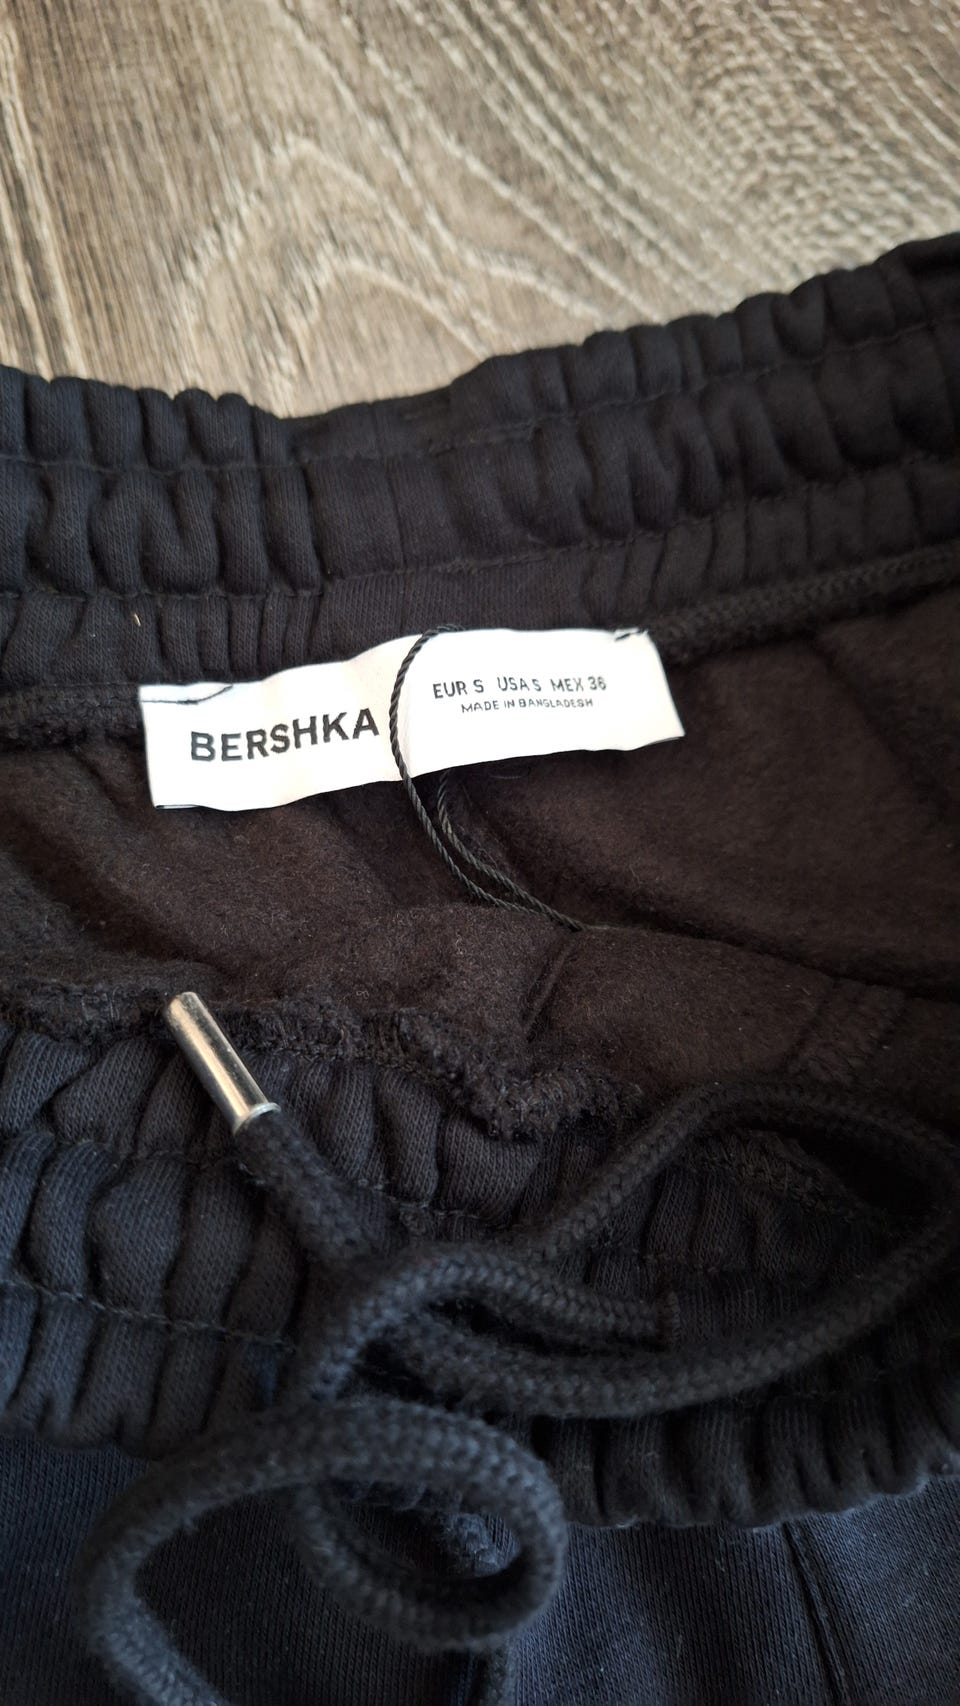 BERSHKA
EUR S USA S MEX 36
MADE IN BANGLADESH